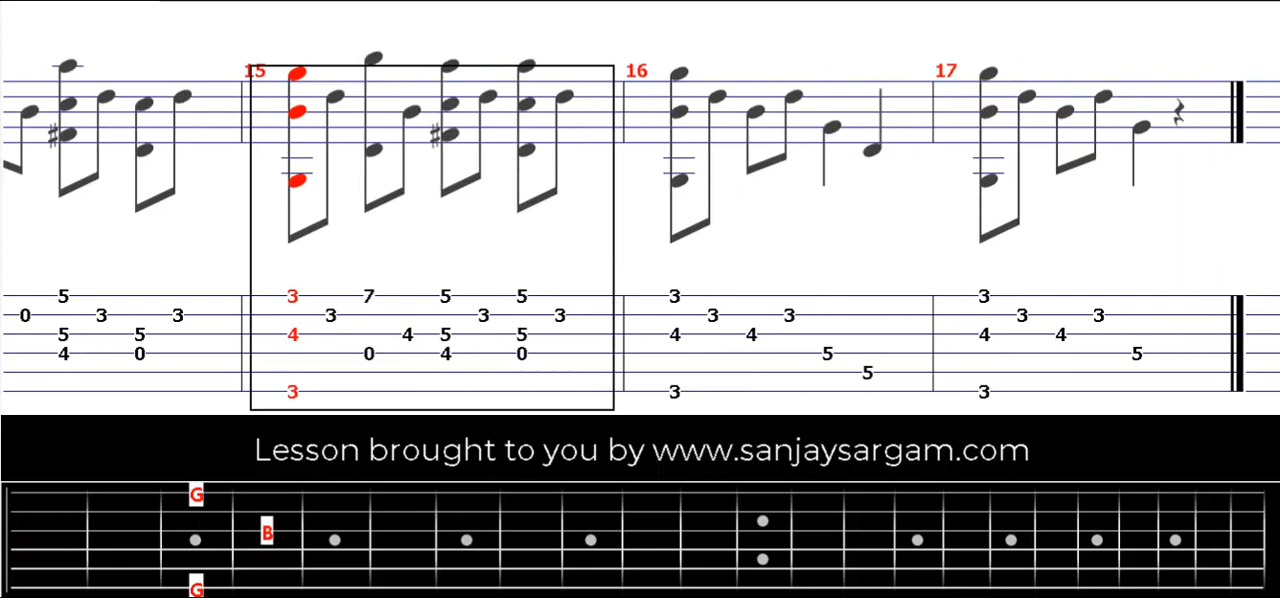 15 16 17
5 3 7 5 5 3 3
0 3 3 3 3 3 3 3 3 3
5 5 4 4 5 5 4 4 4 4
4 0 0 4 0 5 5
5
3 3 3
Lesson brought to you by www.sanjaysargam.com
G
B
G